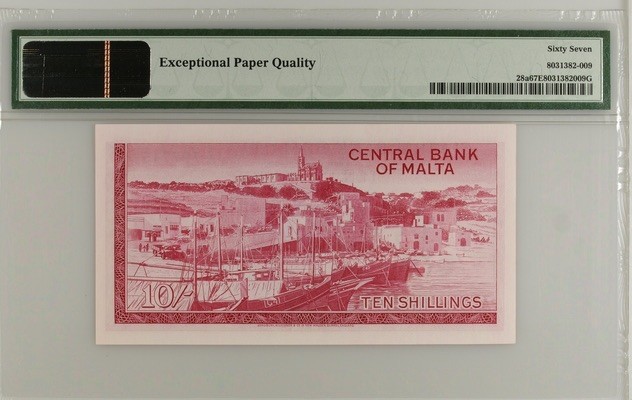 Exceptional Paper Quality
Sixty Seven
8031382-009
28a67E8031382009G
CENTRAL BANK
OF MALTA
10/-
TEN SHILLINGS